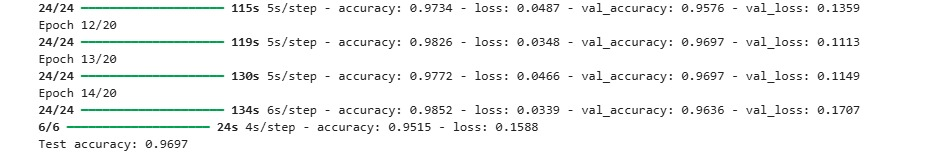 24/24 ━━━━━━━━━━━━━━━━━━━━ 115s 5s/step - accuracy: 0.9734 - loss: 0.0487 - val_accuracy: 0.9576 - val_loss: 0.1359
Epoch 12/20
24/24 ━━━━━━━━━━━━━━━━━━━━ 119s 5s/step - accuracy: 0.9826 - loss: 0.0348 - val_accuracy: 0.9697 - val_loss: 0.1113
Epoch 13/20
24/24 ━━━━━━━━━━━━━━━━━━━━ 130s 5s/step - accuracy: 0.9772 - loss: 0.0466 - val_accuracy: 0.9697 - val_loss: 0.1149
Epoch 14/20
24/24 ━━━━━━━━━━━━━━━━━━━━ 134s 6s/step - accuracy: 0.9852 - loss: 0.0339 - val_accuracy: 0.9636 - val_loss: 0.1707
6/6 ━━━━━━━━━━━━━━━━━━━━ 24s 4s/step - accuracy: 0.9515 - loss: 0.1588
Test accuracy: 0.9697